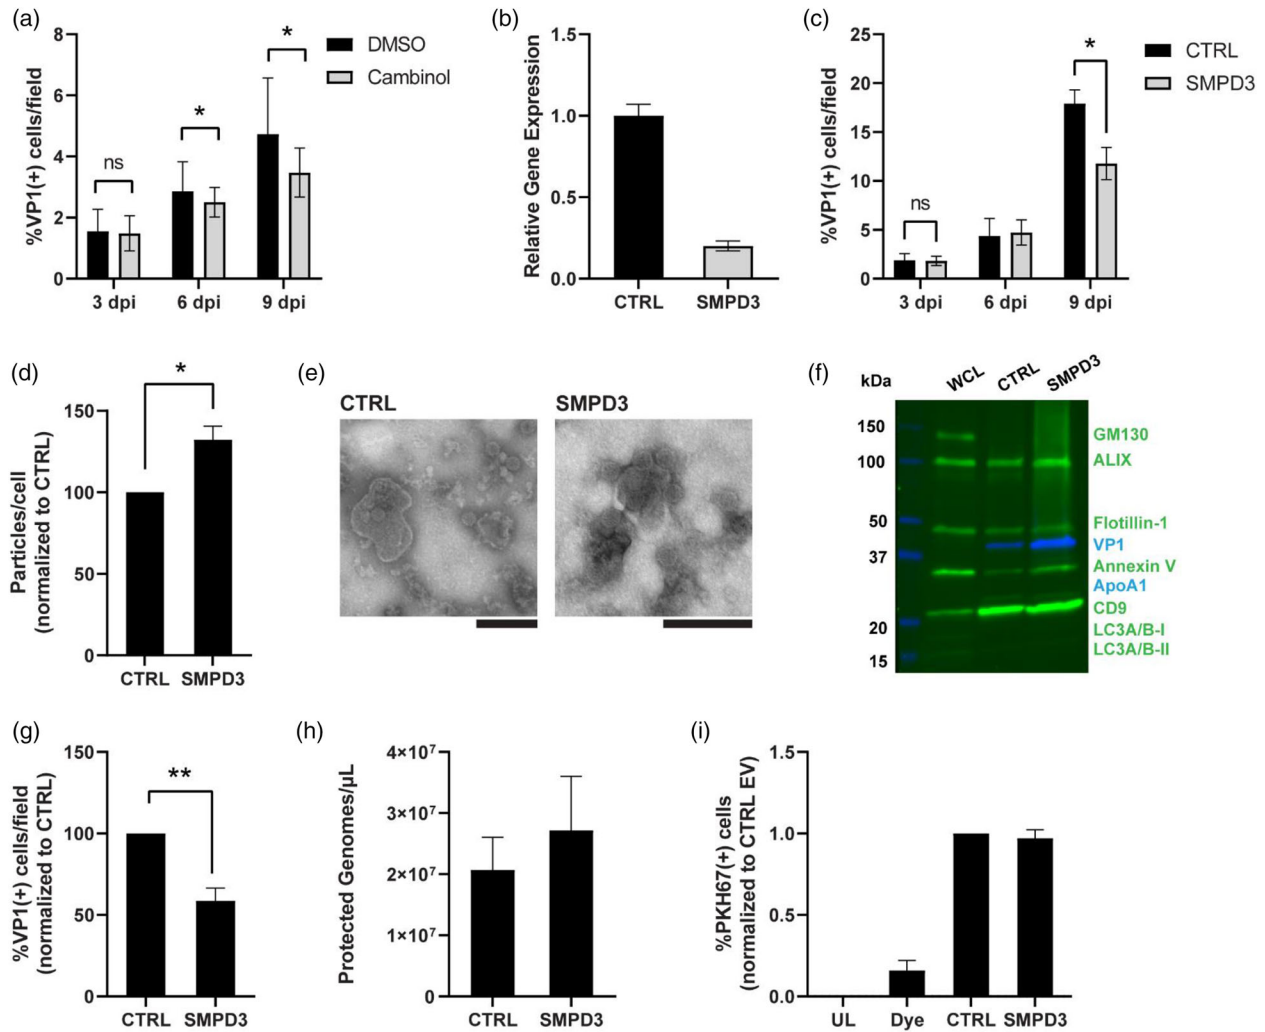 (a)
%VP1(+) cells/field
8
6
4
2
0
ns
*
*
3 dpi 6 dpi 9 dpi
DMSO
Cambinol
(b)
Relative Gene Expression
1.5
1.0
0.5
0.0
CTRL SMPD3
(c)
%VP1(+) cells/field
25
20
15
10
5
0
ns
*
3 dpi 6 dpi 9 dpi
CTRL
SMPD3
(d)
Particles/cell
(normalized to CTRL)
150
100
50
0
*
CTRL SMPD3
(e)
CTRL SMPD3
(f)
kDa WCL CTRL SMPD3
150
100
50
37
20
15
GM130
ALIX
Flotillin-1
VP1
Annexin V
ApoA1
CD9
LC3A/B-I
LC3A/B-II
(g)
%VP1(+) cells/field
(normalized to CTRL)
150
100
50
0
**
CTRL SMPD3
(h)
Protected Genomes/µL
4×10⁷
3×10⁷
2×10⁷
1×10⁷
0
CTRL SMPD3
(i)
%PKH67(+) cells
(normalized to CTRL EV)
1.5
1.0
0.5
0.0
UL Dye CTRL SMPD3